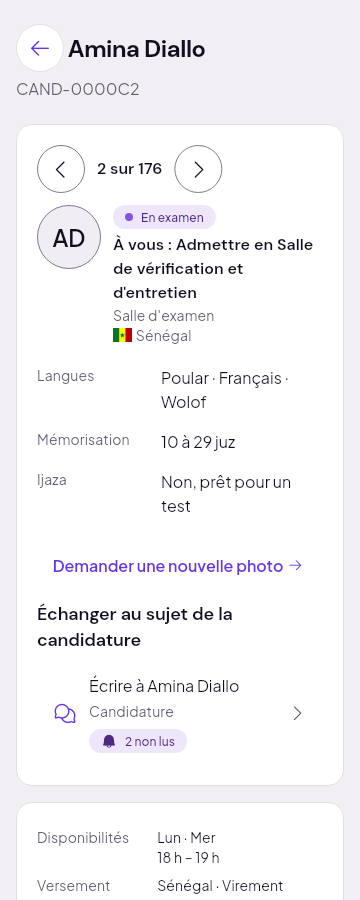 Amina Diallo
CAND-0000C2
2 sur 176
En examen
AD
À vous : Admettre en Salle
de vérification et
d'entretien
Salle d'examen
Sénégal
Langues
Poular · Français ·
Wolof
Mémorisation
10 à 29 juz
Ijaza
Non, prêt pour un
test
Demander une nouvelle photo →
Échanger au sujet de la
candidature
Écrire à Amina Diallo
Candidature
2 non lus
Disponibilités
Lun · Mer
18 h – 19 h
Versement
Sénégal · Virement